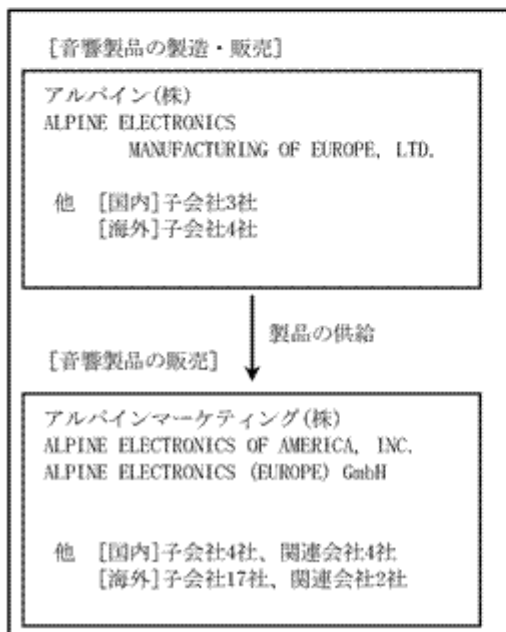 [音響製品の製造・販売]
アルパイン(株)
ALPINE ELECTRONICS
MANUFACTURING OF EUROPE, LTD.
他 [国内]子会社3社
[海外]子会社4社
製品の供給
[音響製品の販売]
アルパインマーケティング(株)
ALPINE ELECTRONICS OF AMERICA, INC.
ALPINE ELECTRONICS (EUROPE) GmbH
他 [国内]子会社4社、関連会社4社
[海外]子会社17社、関連会社2社